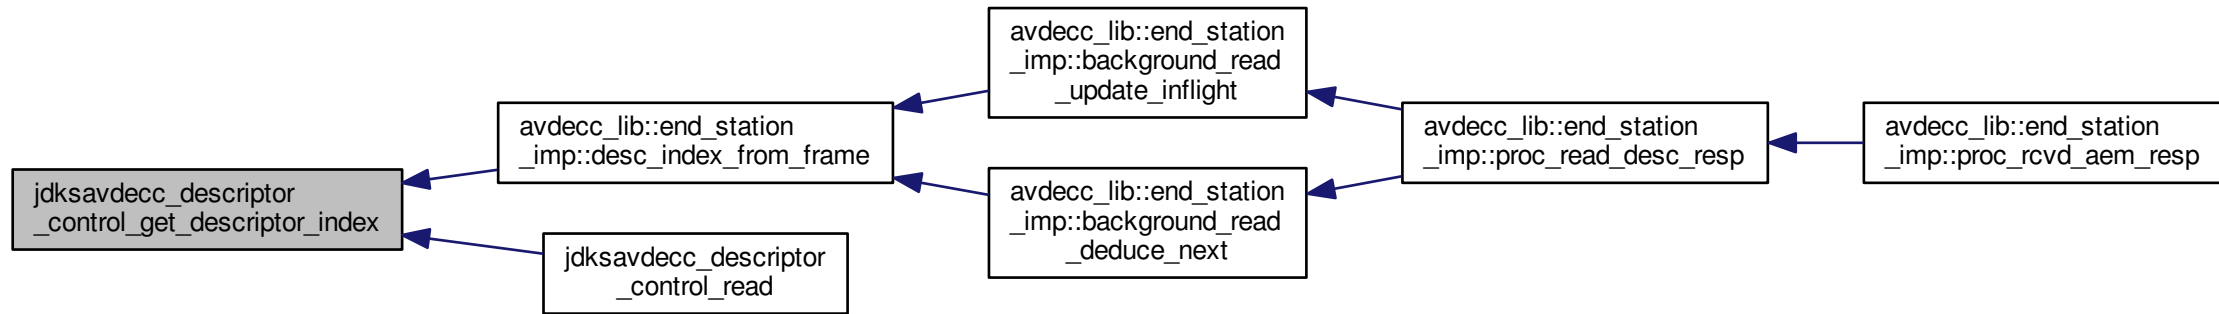 jdksavdecc_descriptor
_control_get_descriptor_index
avdecc_lib::end_station
_imp::desc_index_from_frame
jdksavdecc_descriptor
_control_read
avdecc_lib::end_station
_imp::background_read
_update_inflight
avdecc_lib::end_station
_imp::background_read
_deduce_next
avdecc_lib::end_station
_imp::proc_read_desc_resp
avdecc_lib::end_station
_imp::proc_rcvd_aem_resp